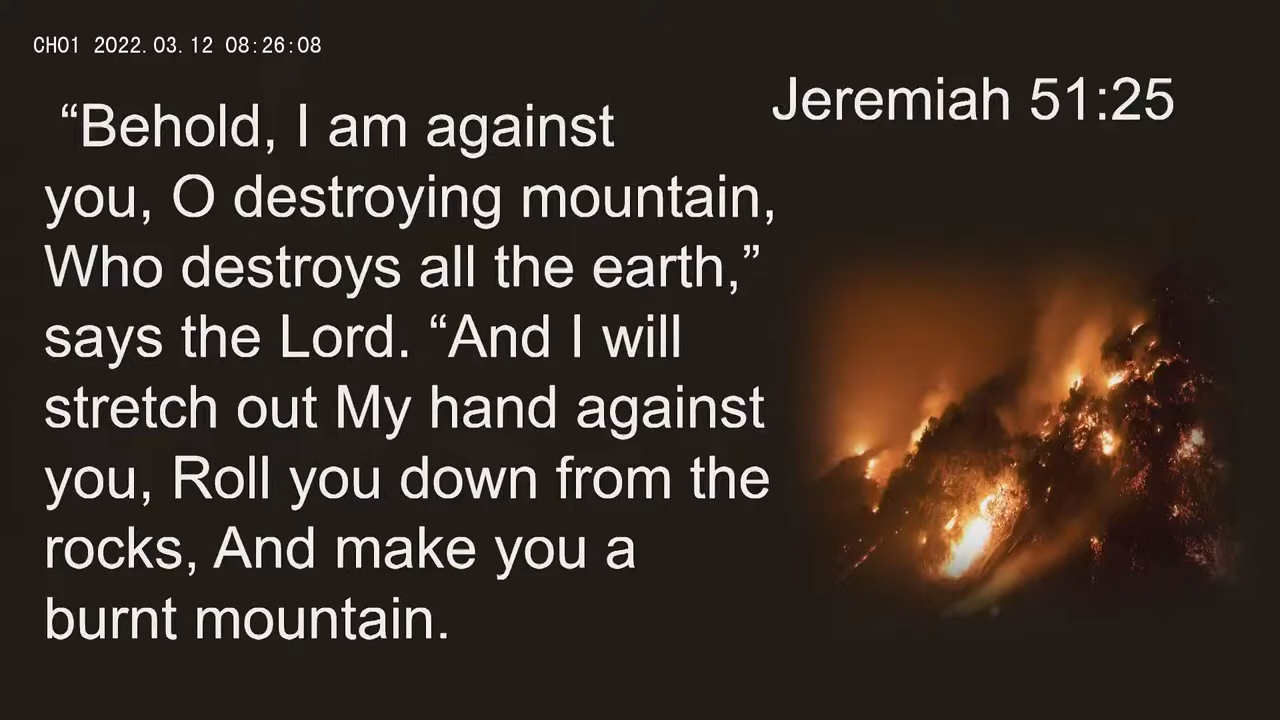 CH01 2022.03.12 08:26:08
Jeremiah 51:25
“Behold, I am against
you, O destroying mountain,
Who destroys all the earth,”
says the Lord. “And I will
stretch out My hand against
you, Roll you down from the
rocks, And make you a
burnt mountain.